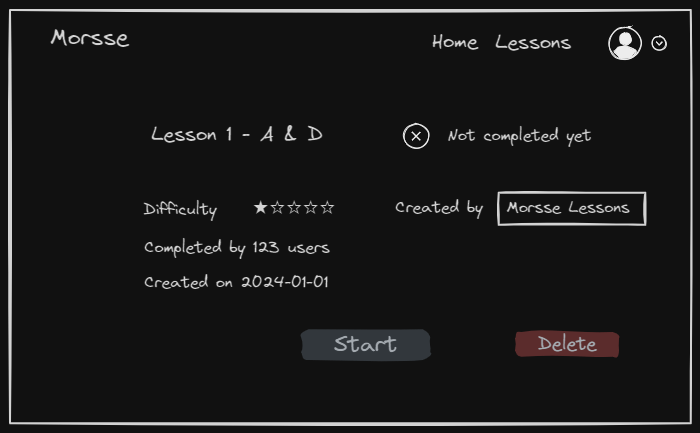 Morsse
Home Lessons
Lesson 1 - A & D
Not completed yet
Difficulty ★☆☆☆☆
Created by Morsse Lessons
Completed by 123 users
Created on 2024-01-01
Start
Delete